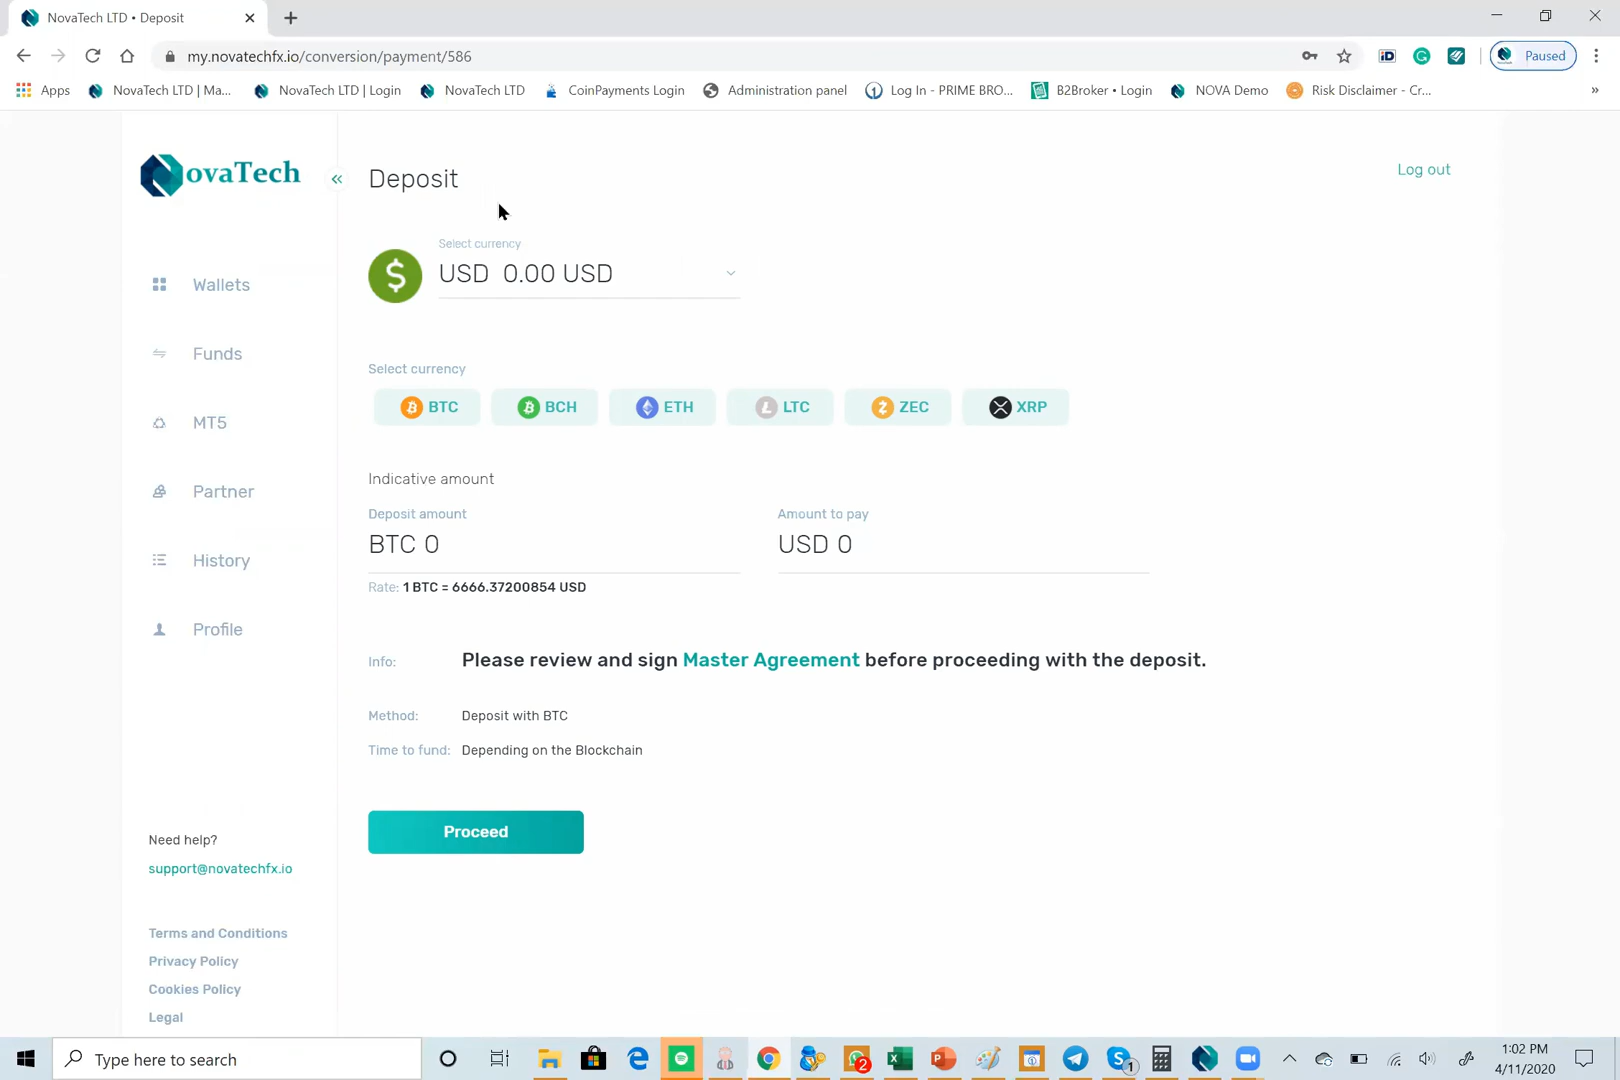 NovaTech LTD • Deposit
my.novatechfx.io/conversion/payment/586
Paused
Apps
NovaTech LTD | Ma...
NovaTech LTD | Login
NovaTech LTD
CoinPayments Login
Administration panel
Log In - PRIME BRO...
B2Broker • Login
NOVA Demo
Risk Disclaimer - Cr...
»
ovaTech
«
Deposit
Log out
Select currency
$
USD 0.00 USD
Wallets
Funds
MT5
Partner
History
Profile
Select currency
BTC
BCH
ETH
LTC
ZEC
XRP
Indicative amount
Deposit amount
Amount to pay
BTC 0
USD 0
Rate: 1 BTC = 6666.37200854 USD
Info: Please review and sign Master Agreement before proceeding with the deposit.
Method: Deposit with BTC
Time to fund: Depending on the Blockchain
Proceed
Need help?
support@novatechfx.io
Terms and Conditions
Privacy Policy
Cookies Policy
Legal
Type here to search
2
1
1:02 PM
4/11/2020